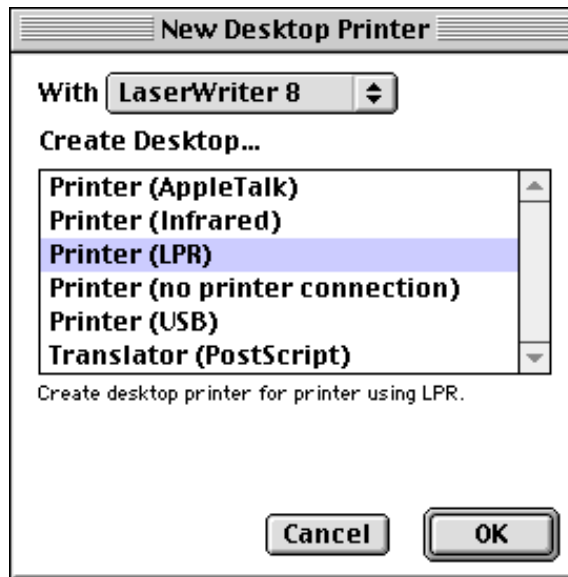 New Desktop Printer
With LaserWriter 8
Create Desktop...
Printer (AppleTalk)
Printer (Infrared)
Printer (LPR)
Printer (no printer connection)
Printer (USB)
Translator (PostScript)
Create desktop printer for printer using LPR.
Cancel OK